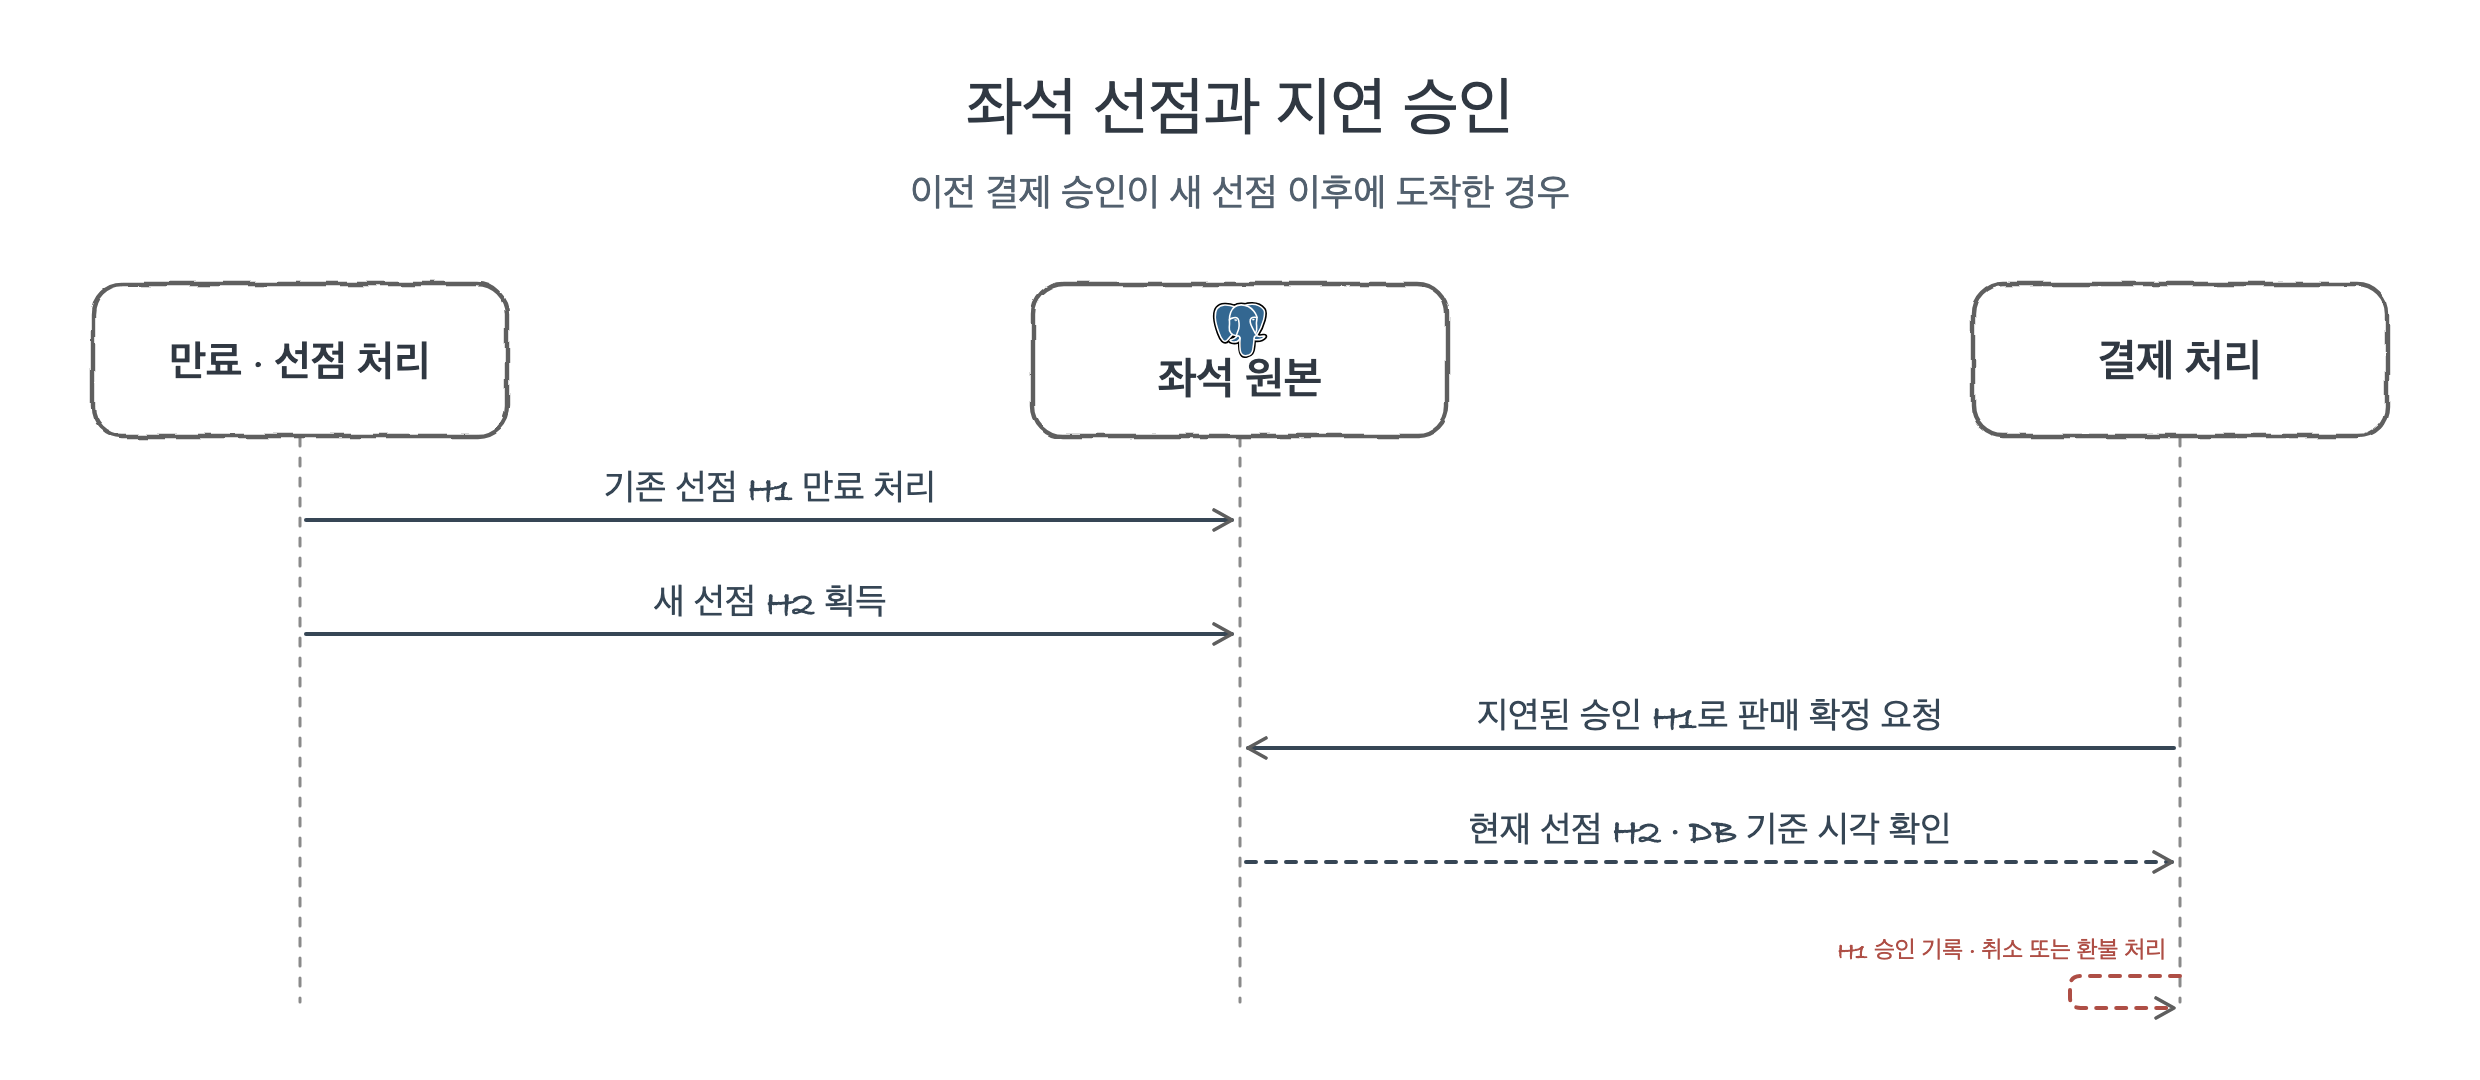 좌석 선점과 지연 승인
이전 결제 승인이 새 선점 이후에 도착한 경우
만료 · 선점 처리
좌석 원본
결제 처리
기존 선점 H1 만료 처리
새 선점 H2 획득
지연된 승인 H1로 판매 확정 요청
현재 선점 H2 · DB 기준 시각 확인
H1 승인 기록 · 취소 또는 환불 처리